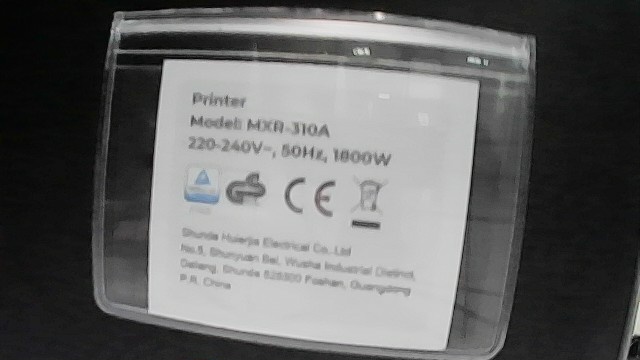 Printer
Model: MXR-310A
220-240V~, 50Hz, 1800W
CE
Shunde Huierjia Electrical Co., Ltd
No.5, Shunyuan Bei, Wusha Industrial District,
Daliang, Shunde 528300 Foshan, Guangdong
P.R. China